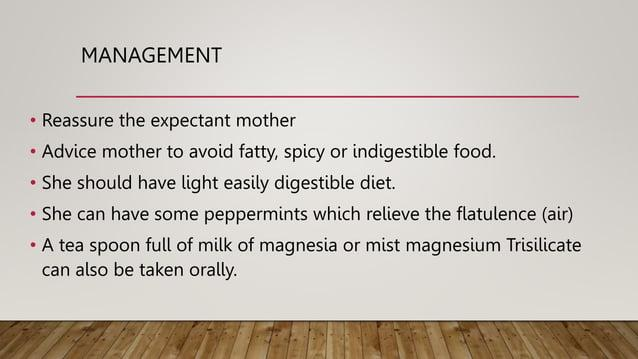 MANAGEMENT
• Reassure the expectant mother
• Advice mother to avoid fatty, spicy or indigestible food.
• She should have light easily digestible diet.
• She can have some peppermints which relieve the flatulence (air)
• A tea spoon full of milk of magnesia or mist magnesium Trisilicate
can also be taken orally.